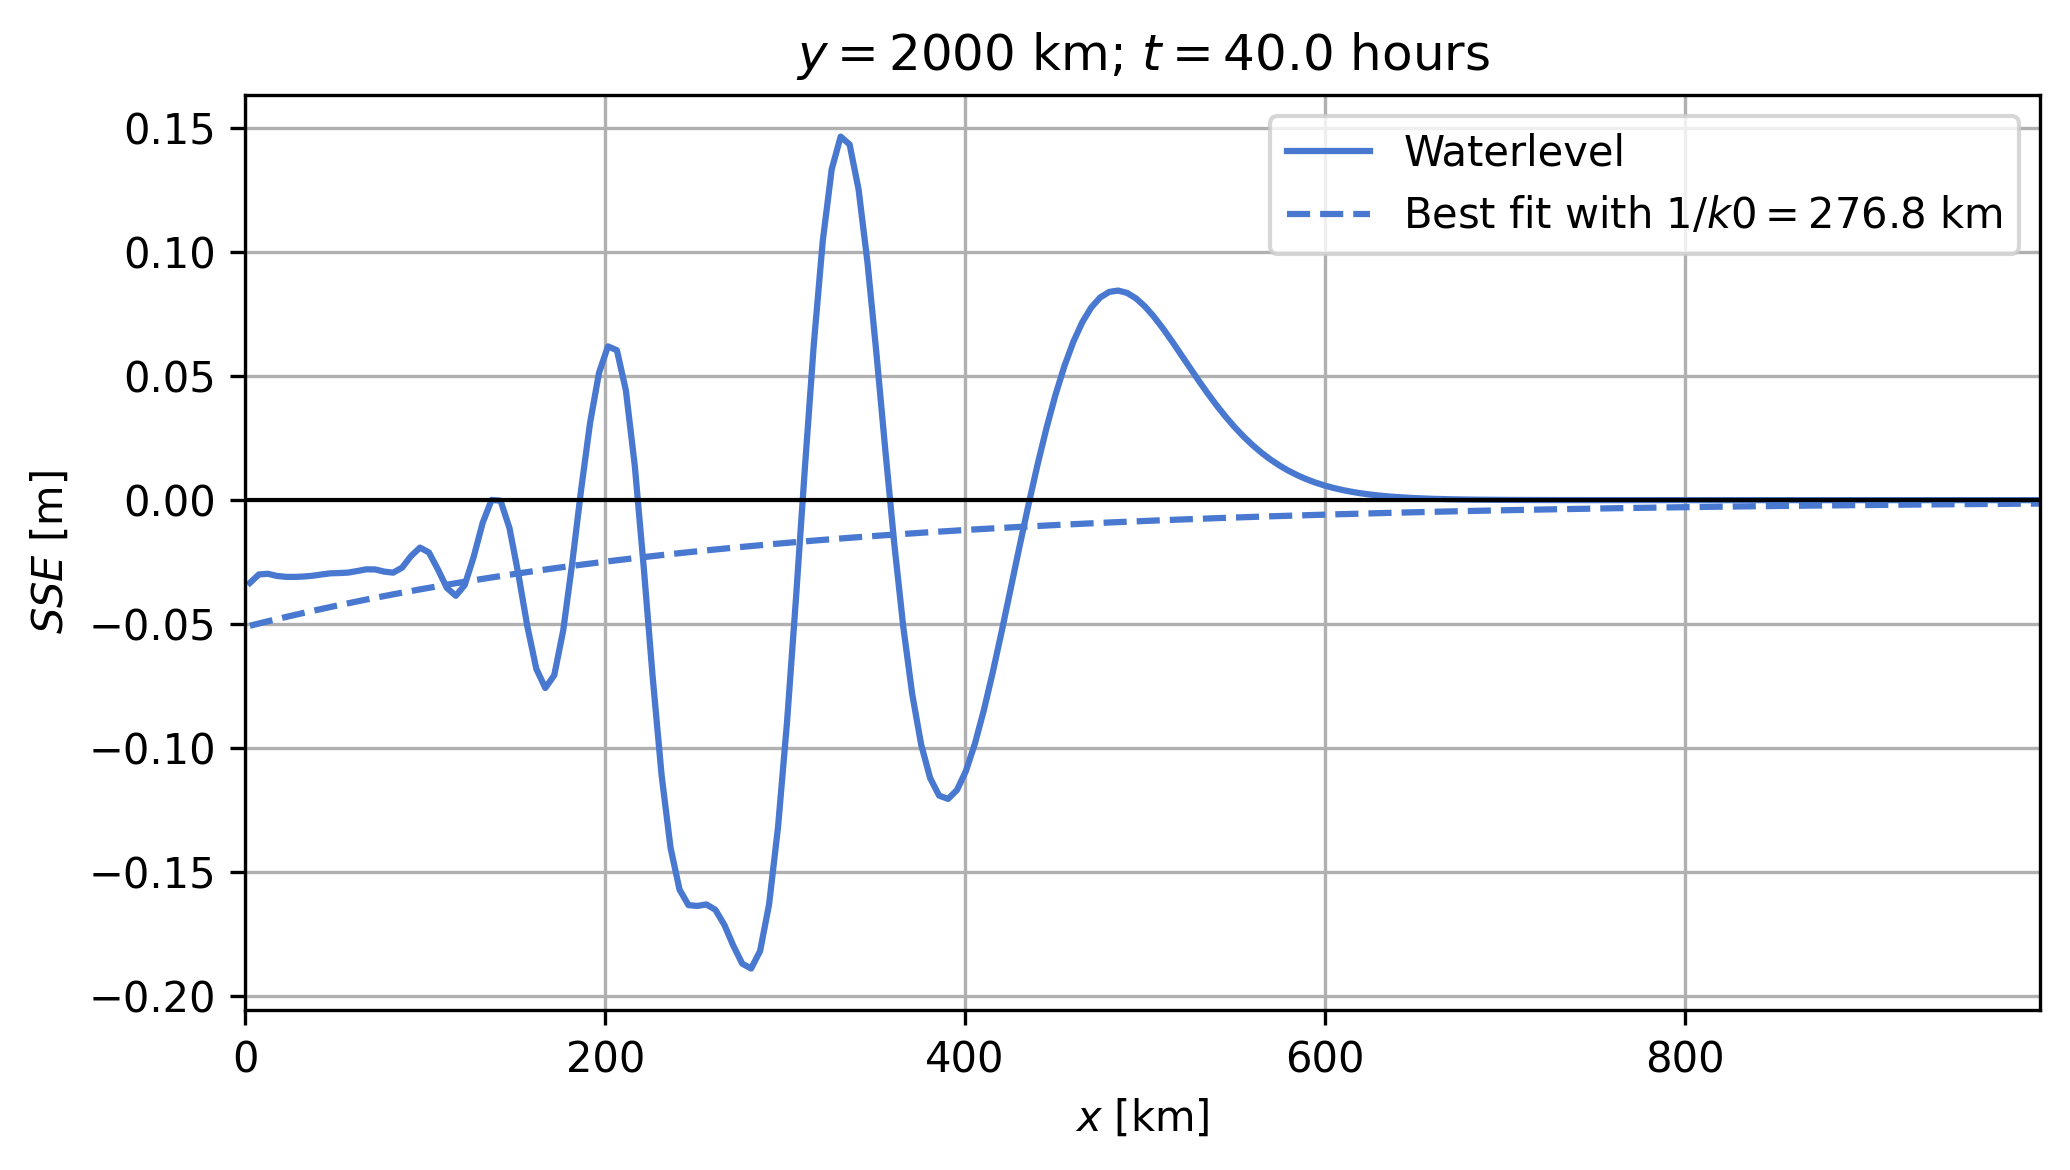 y = 2000 km; t = 40.0 hours
Waterlevel
Best fit with 1/k0 = 276.8 km
0.15
0.10
0.05
0.00
−0.05
−0.10
−0.15
−0.20
SSE [m]
0 200 400 600 800
x [km]